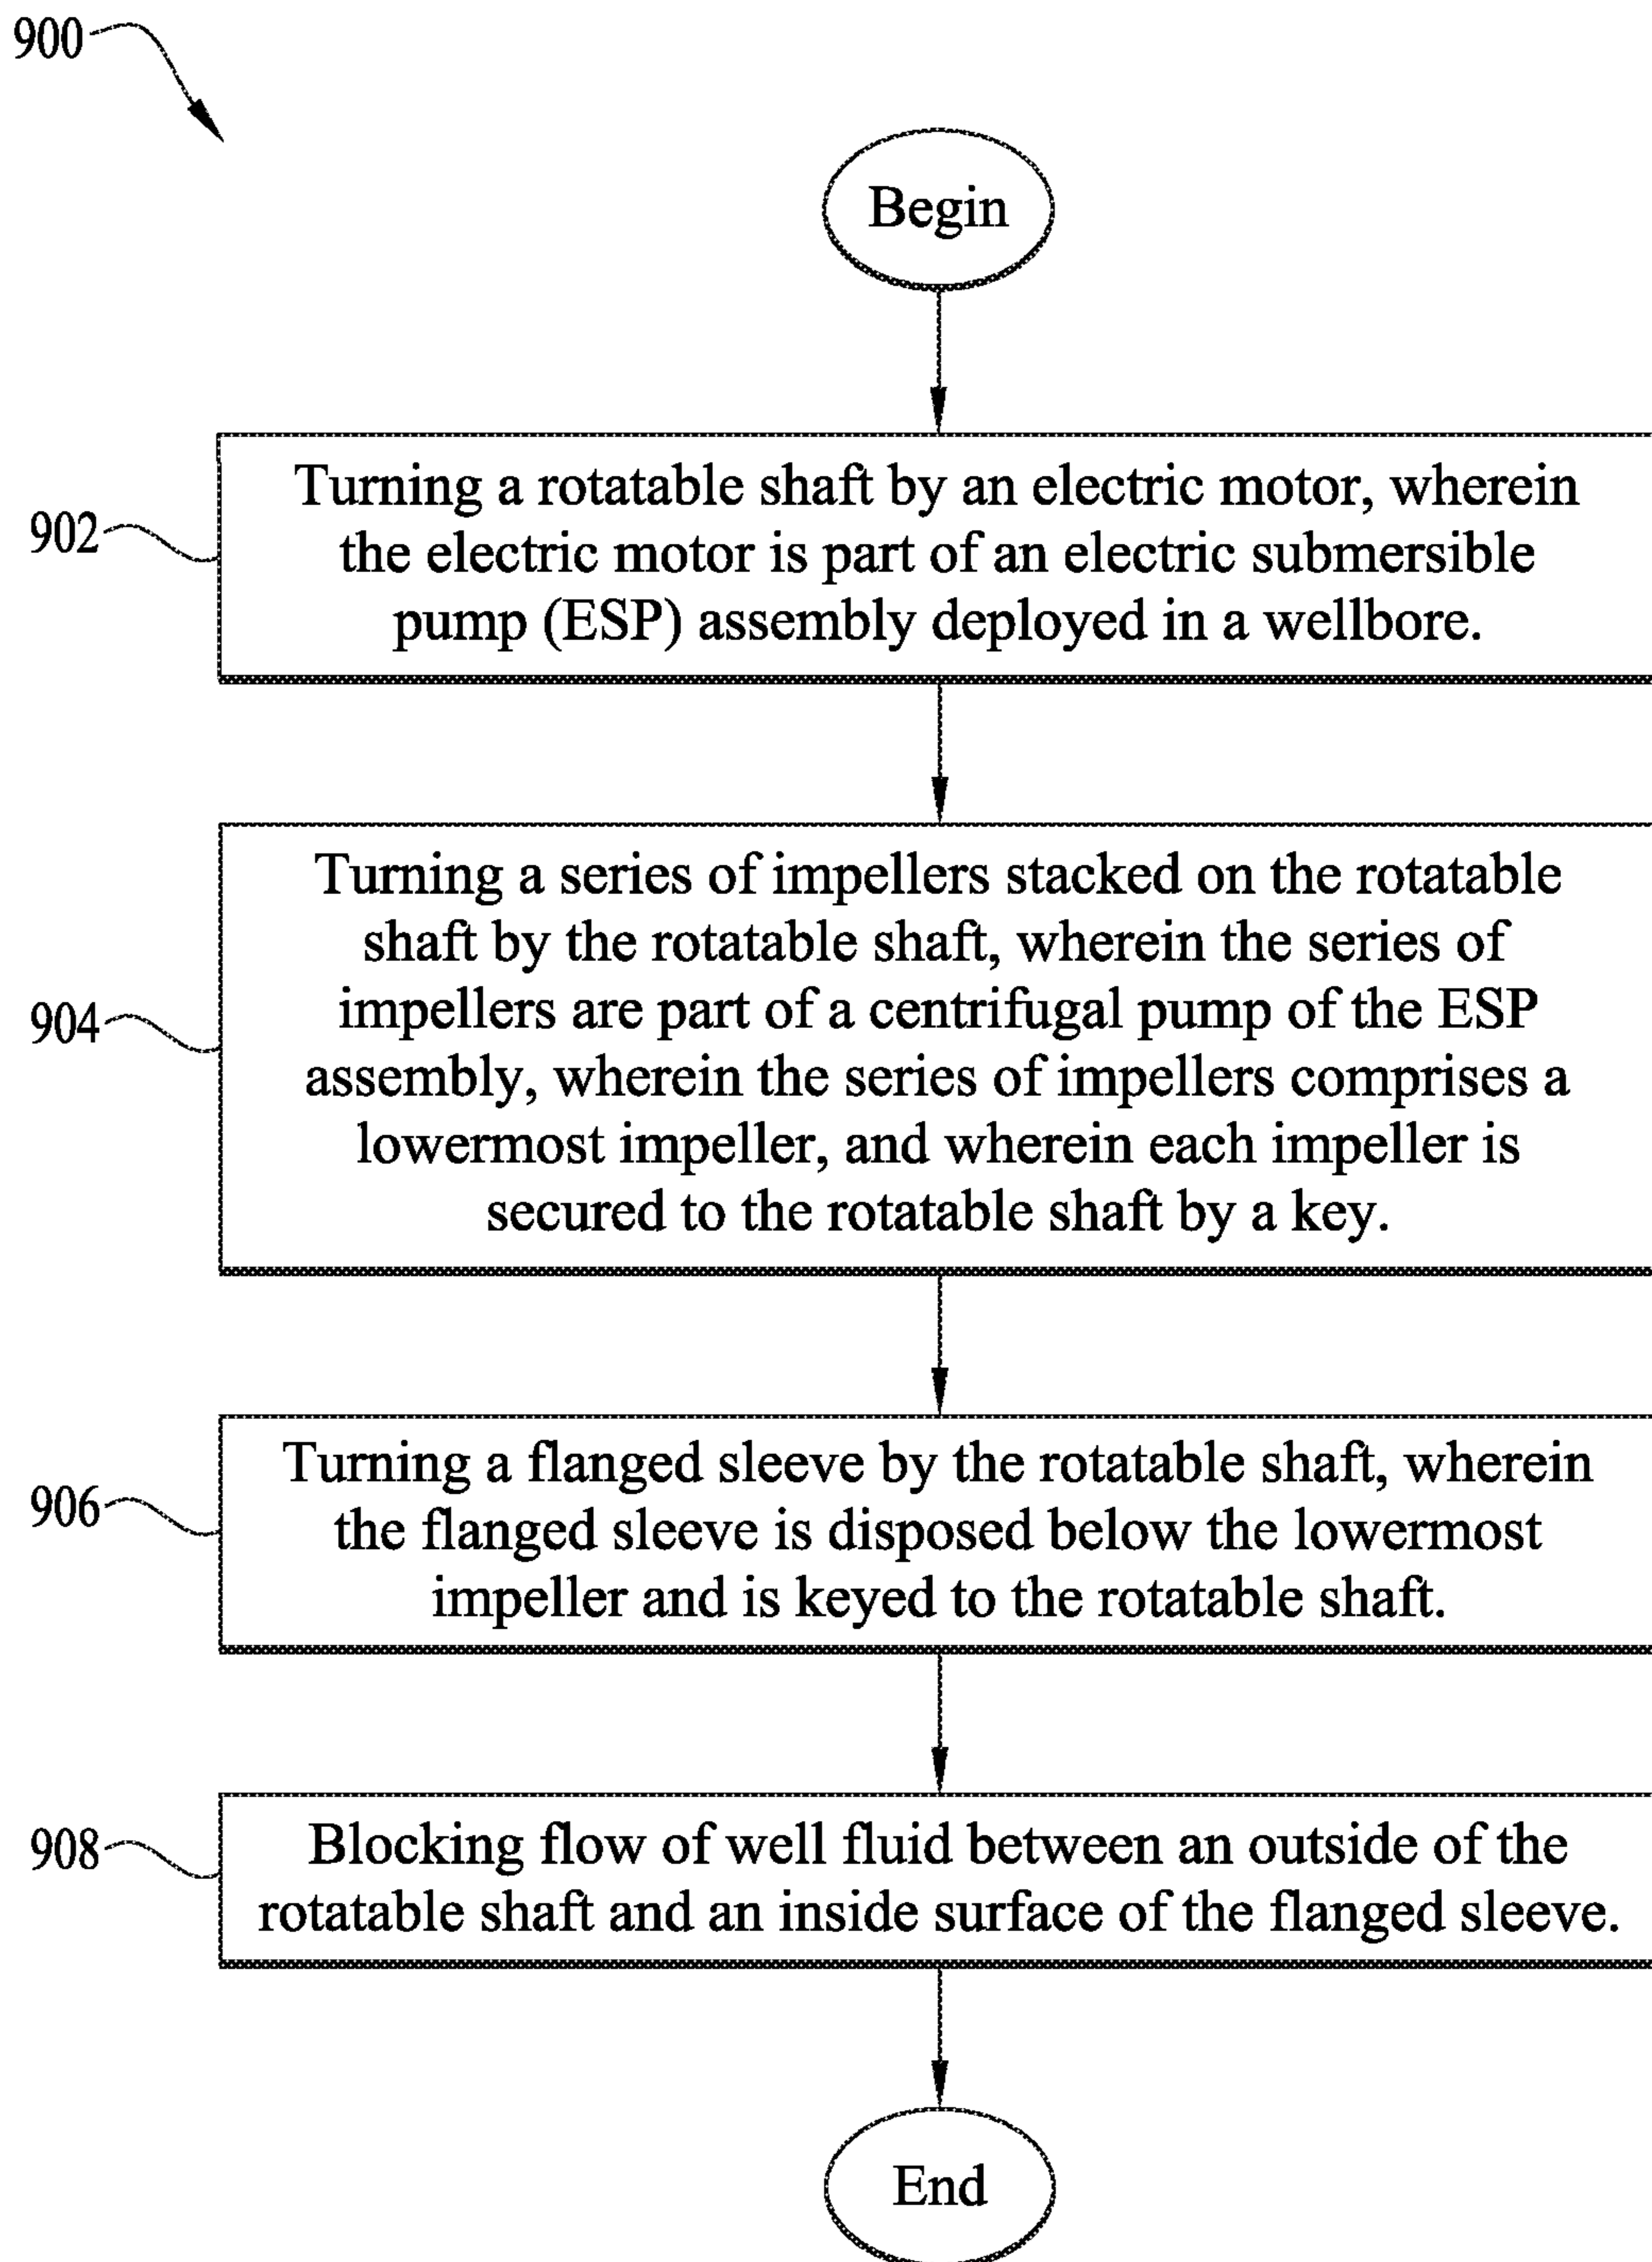 900
Begin
902
Turning a rotatable shaft by an electric motor, wherein
the electric motor is part of an electric submersible
pump (ESP) assembly deployed in a wellbore.
904
Turning a series of impellers stacked on the rotatable
shaft by the rotatable shaft, wherein the series of
impellers are part of a centrifugal pump of the ESP
assembly, wherein the series of impellers comprises a
lowermost impeller, and wherein each impeller is
secured to the rotatable shaft by a key.
906
Turning a flanged sleeve by the rotatable shaft, wherein
the flanged sleeve is disposed below the lowermost
impeller and is keyed to the rotatable shaft.
908
Blocking flow of well fluid between an outside of the
rotatable shaft and an inside surface of the flanged sleeve.
End